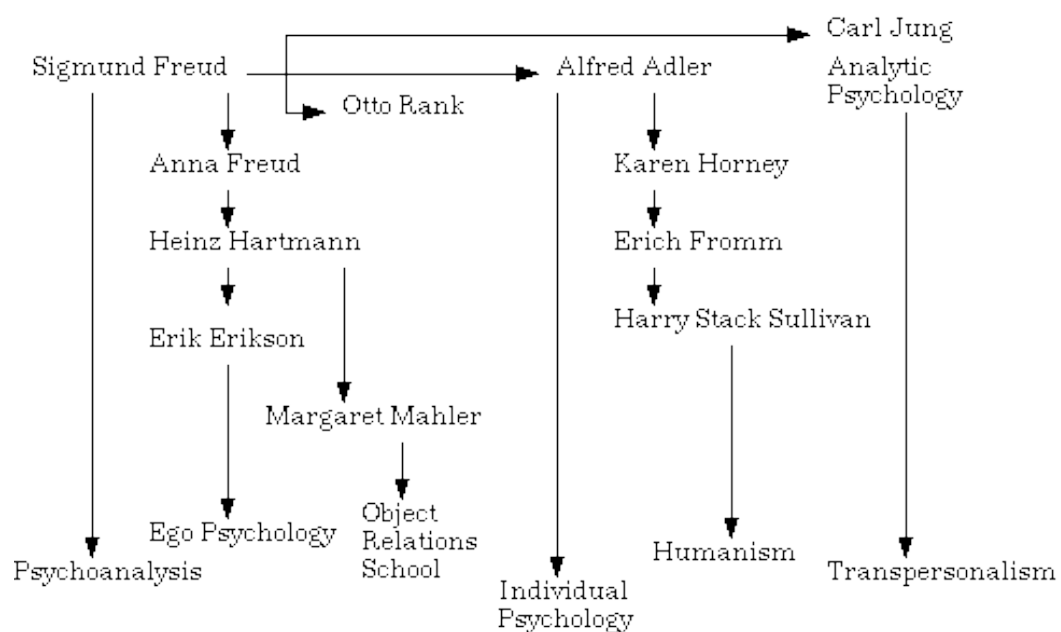 Carl Jung
Sigmund Freud
Alfred Adler
Analytic
Psychology
Otto Rank
Anna Freud
Karen Horney
Heinz Hartmann
Erich Fromm
Erik Erikson
Harry Stack Sullivan
Margaret Mahler
Ego Psychology
Object
Relations
School
Humanism
Psychoanalysis
Transpersonalism
Individual
Psychology